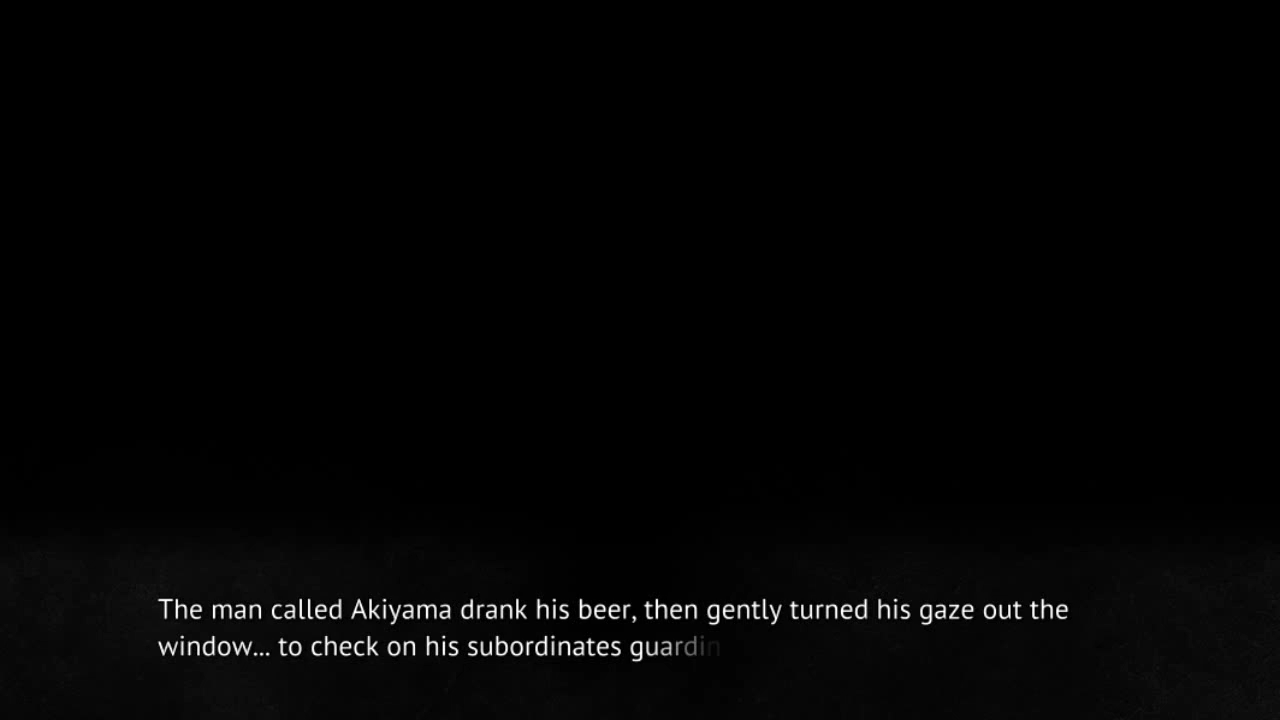 The man called Akiyama drank his beer, then gently turned his gaze out the
window... to check on his subordinates guardin